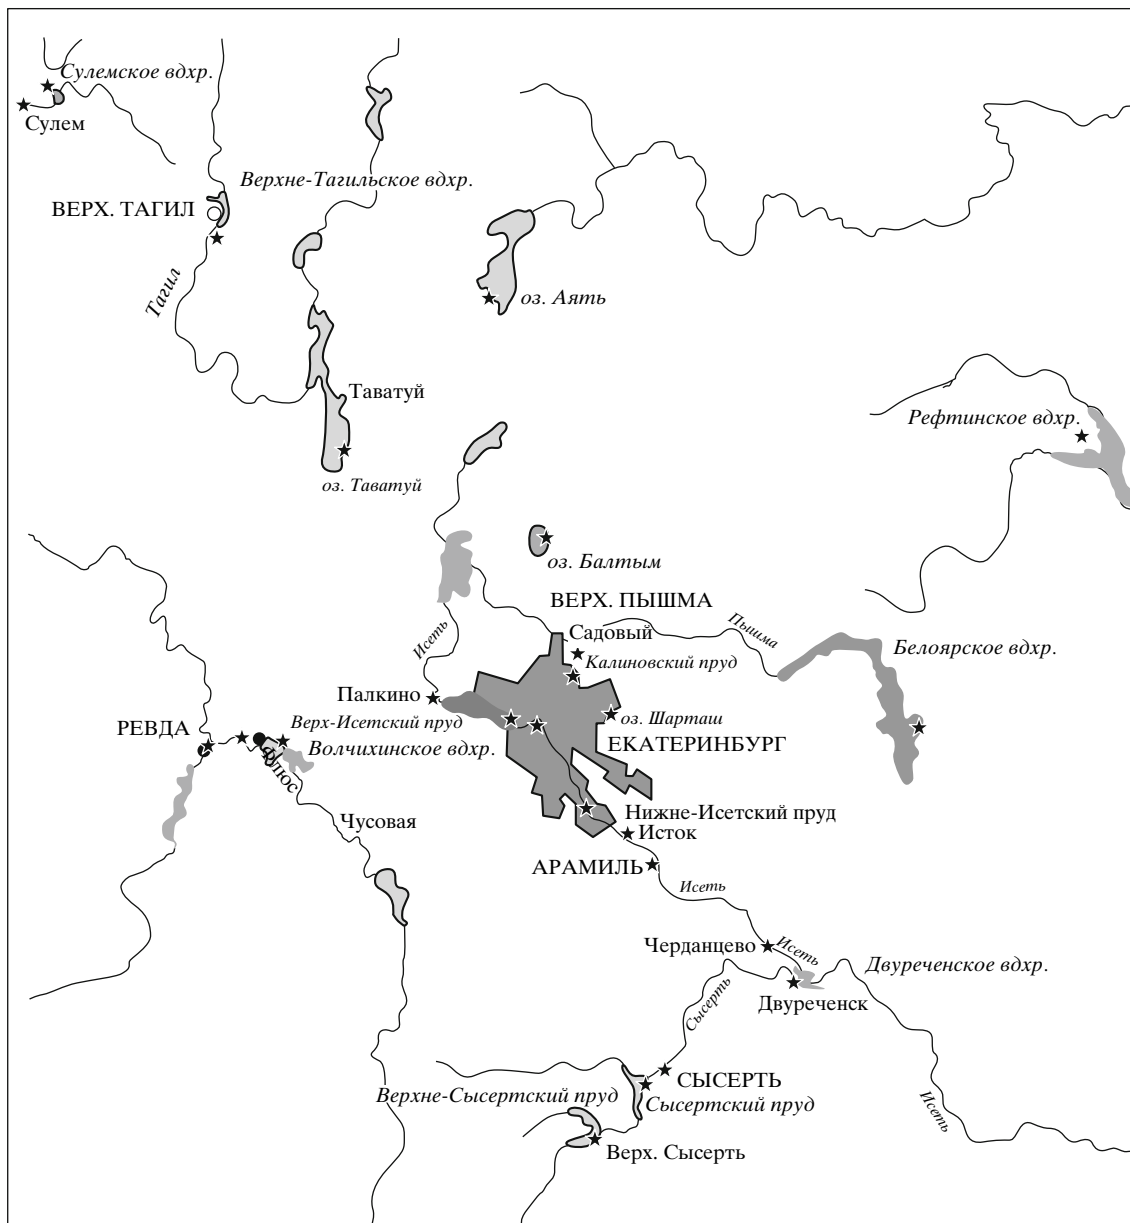 Сулемское вдхр.
Сулем
Верхне-Тагильское вдхр.
ВЕРХ. ТАГИЛ
Тагил
оз. Аять
Таватуй
Рефтинское вдхр.
оз. Таватуй
оз. Балтым
ВЕРХ. ПЫШМА
Пышма
Исеть
Садовый
Белоярское вдхр.
Калиновский пруд
Палкино
Верх-Исетский пруд
оз. Шарташ
РЕВДА
Волчихинское вдхр.
ЕКАТЕРИНБУРГ
Флюс
Чусовая
Нижне-Исетский пруд
Исток
АРАМИЛЬ
Исеть
Черданцево
Исеть
Двуреченское вдхр.
Двуреченск
Сысерть
СЫСЕРТЬ
Верхне-Сысертский пруд
Сысертский пруд
Исеть
Верх. Сысерть